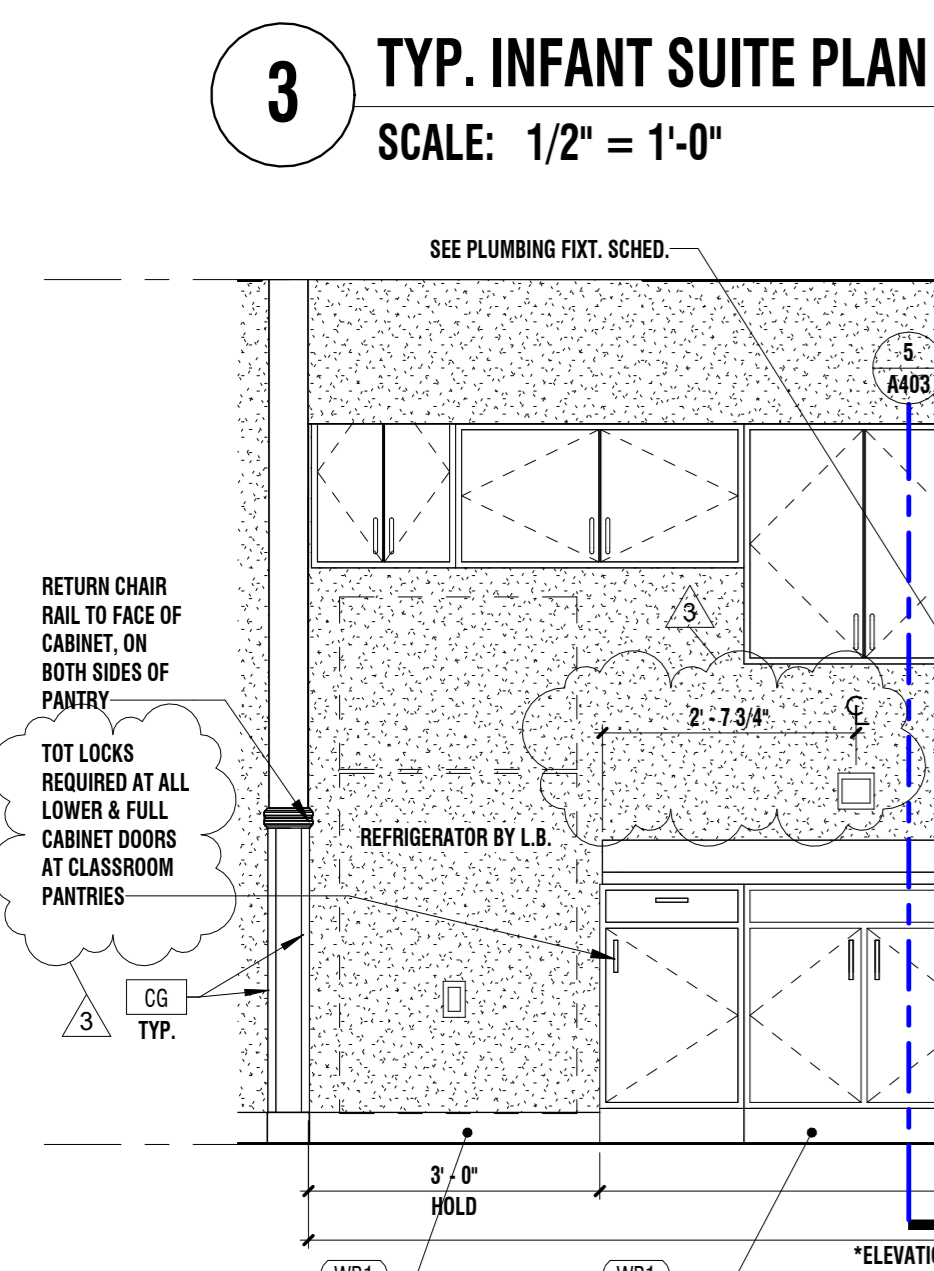 3
TYP. INFANT SUITE PLAN
SCALE: 1/2" = 1'-0"
SEE PLUMBING FIXT. SCHED.
5
A403
RETURN CHAIR
RAIL TO FACE OF
CABINET, ON
BOTH SIDES OF
PANTRY
3
2' - 7 3/4"
℄
TOT LOCKS
REQUIRED AT ALL
LOWER & FULL
CABINET DOORS
AT CLASSROOM
PANTRIES
REFRIGERATOR BY L.B.
3
CG
TYP.
3' - 0"
HOLD
WB1
WB1